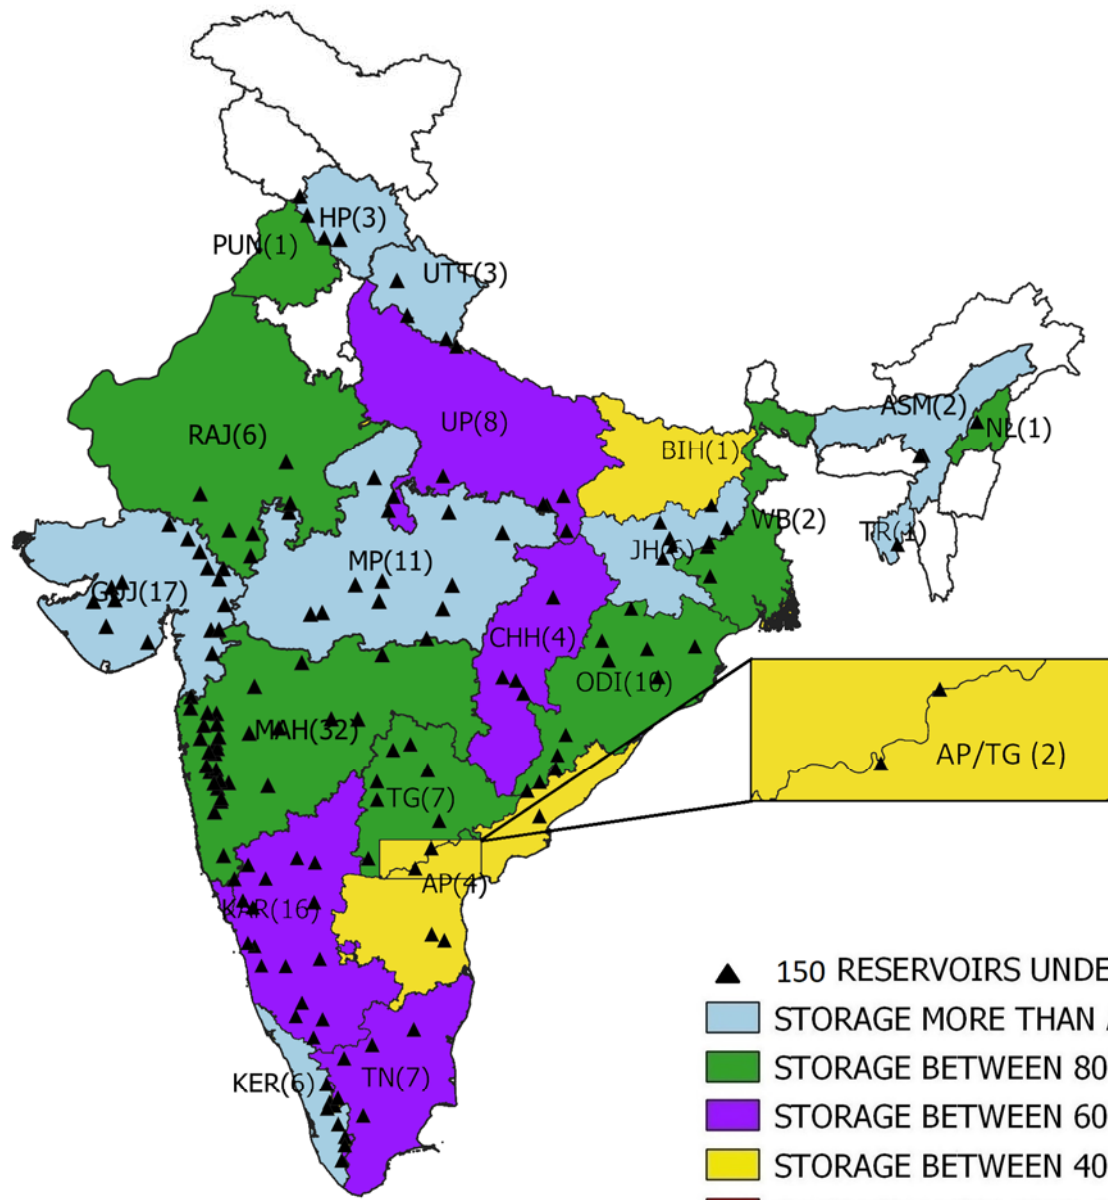 HP(3)
PUN(1)
UTT(3)
ASM(2)
NL(1)
UP(8)
RAJ(6)
BIH(1)
WB(2)
TR(1)
JH(6)
MP(11)
GUJ(17)
CHH(4)
ODI(10)
MAH(32)
AP/TG (2)
TG(7)
AP(4)
KAR(16)
KER(6)
TN(7)
150 RESERVOIRS UNDE
STORAGE MORE THAN
STORAGE BETWEEN 80
STORAGE BETWEEN 60
STORAGE BETWEEN 40